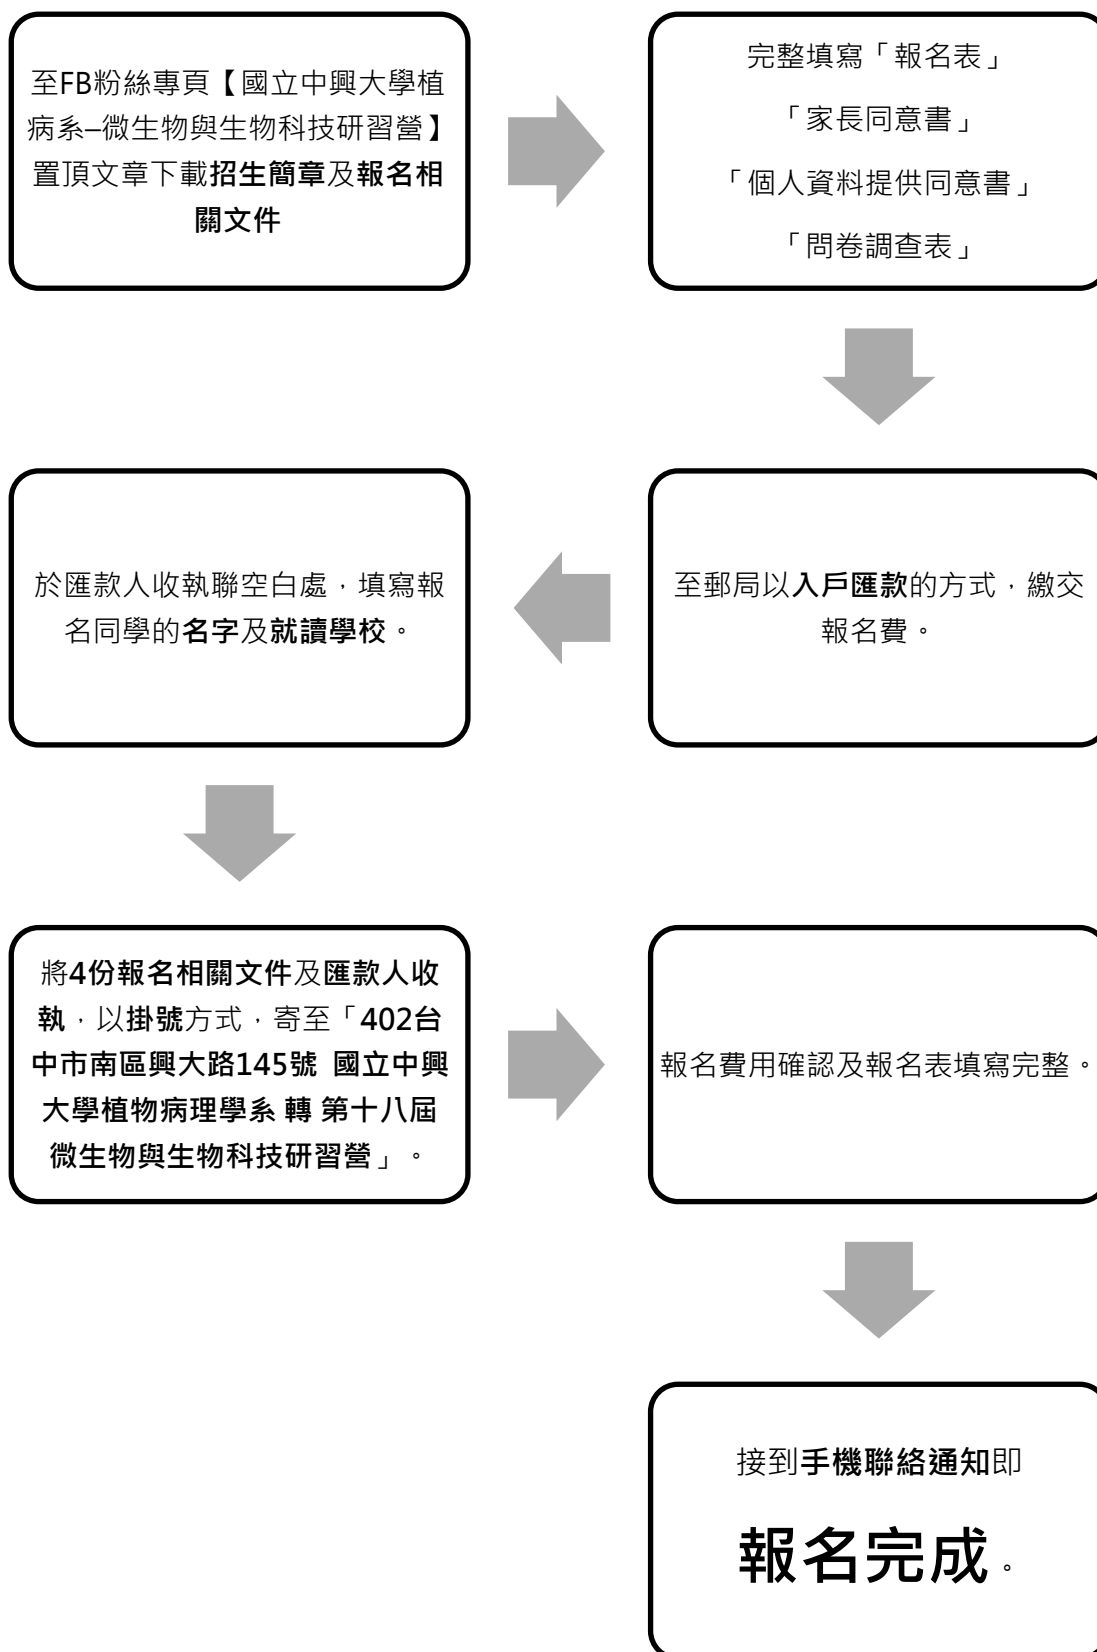 至FB粉絲專頁【國立中興大學植
病系–微生物與生物科技研習營】
置頂文章下載招生簡章及報名相
關文件
完整填寫「報名表」
「家長同意書」
「個人資料提供同意書」
「問卷調查表」
至郵局以入戶匯款的方式，繳交
報名費。
於匯款人收執聯空白處，填寫報
名同學的名字及就讀學校。
將4份報名相關文件及匯款人收
執，以掛號方式，寄至「402台
中市南區興大路145號 國立中興
大學植物病理學系 轉 第十八屆
微生物與生物科技研習營」。
報名費用確認及報名表填寫完整。
接到手機聯絡通知即
報名完成。